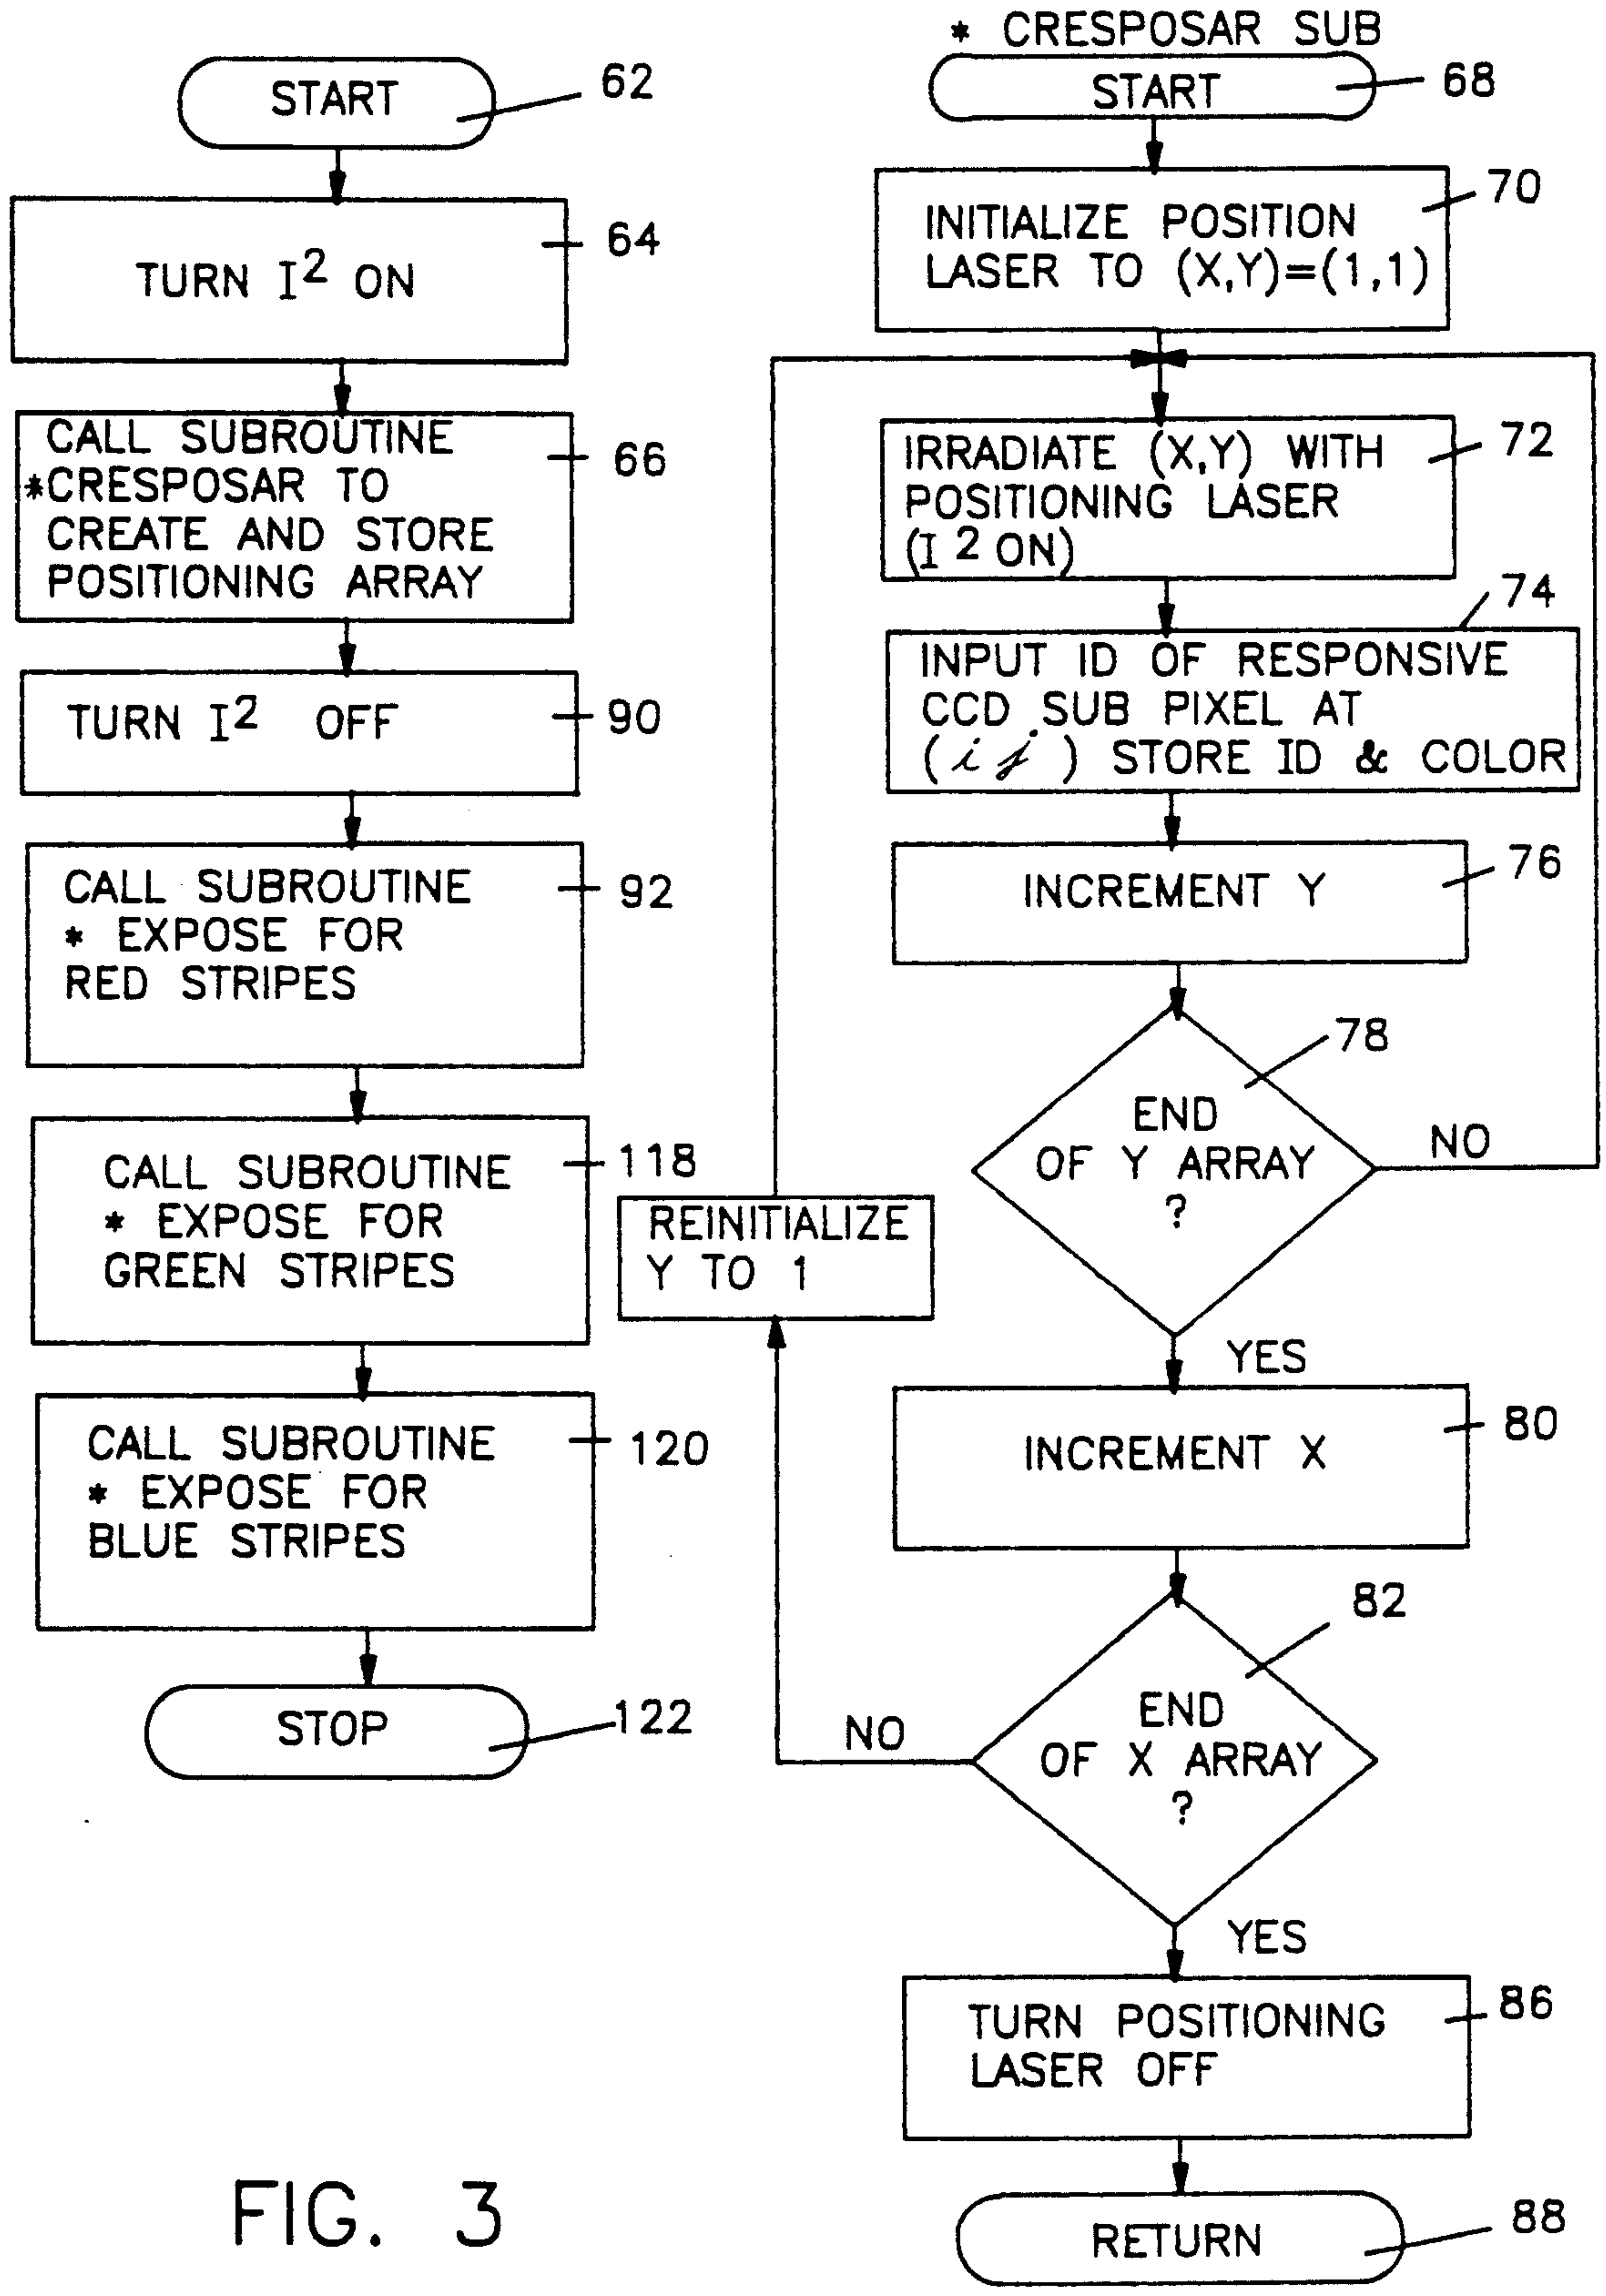 START
62
TURN I² ON
64
CALL SUBROUTINE
*CRESPOSAR TO
CREATE AND STORE
POSITIONING ARRAY
66
TURN I² OFF
90
CALL SUBROUTINE
* EXPOSE FOR
RED STRIPES
92
CALL SUBROUTINE
* EXPOSE FOR
GREEN STRIPES
118
CALL SUBROUTINE
* EXPOSE FOR
BLUE STRIPES
120
STOP
122
* CRESPOSAR SUB
START
68
INITIALIZE POSITION
LASER TO (X,Y)=(1,1)
70
IRRADIATE (X,Y) WITH
POSITIONING LASER
(I² ON)
72
INPUT ID OF RESPONSIVE
CCD SUB PIXEL AT
(i j) STORE ID & COLOR
74
INCREMENT Y
76
END
OF Y ARRAY
?
78
NO
YES
REINITIALIZE
Y TO 1
INCREMENT X
80
END
OF X ARRAY
?
82
NO
YES
TURN POSITIONING
LASER OFF
86
RETURN
88
FIG. 3